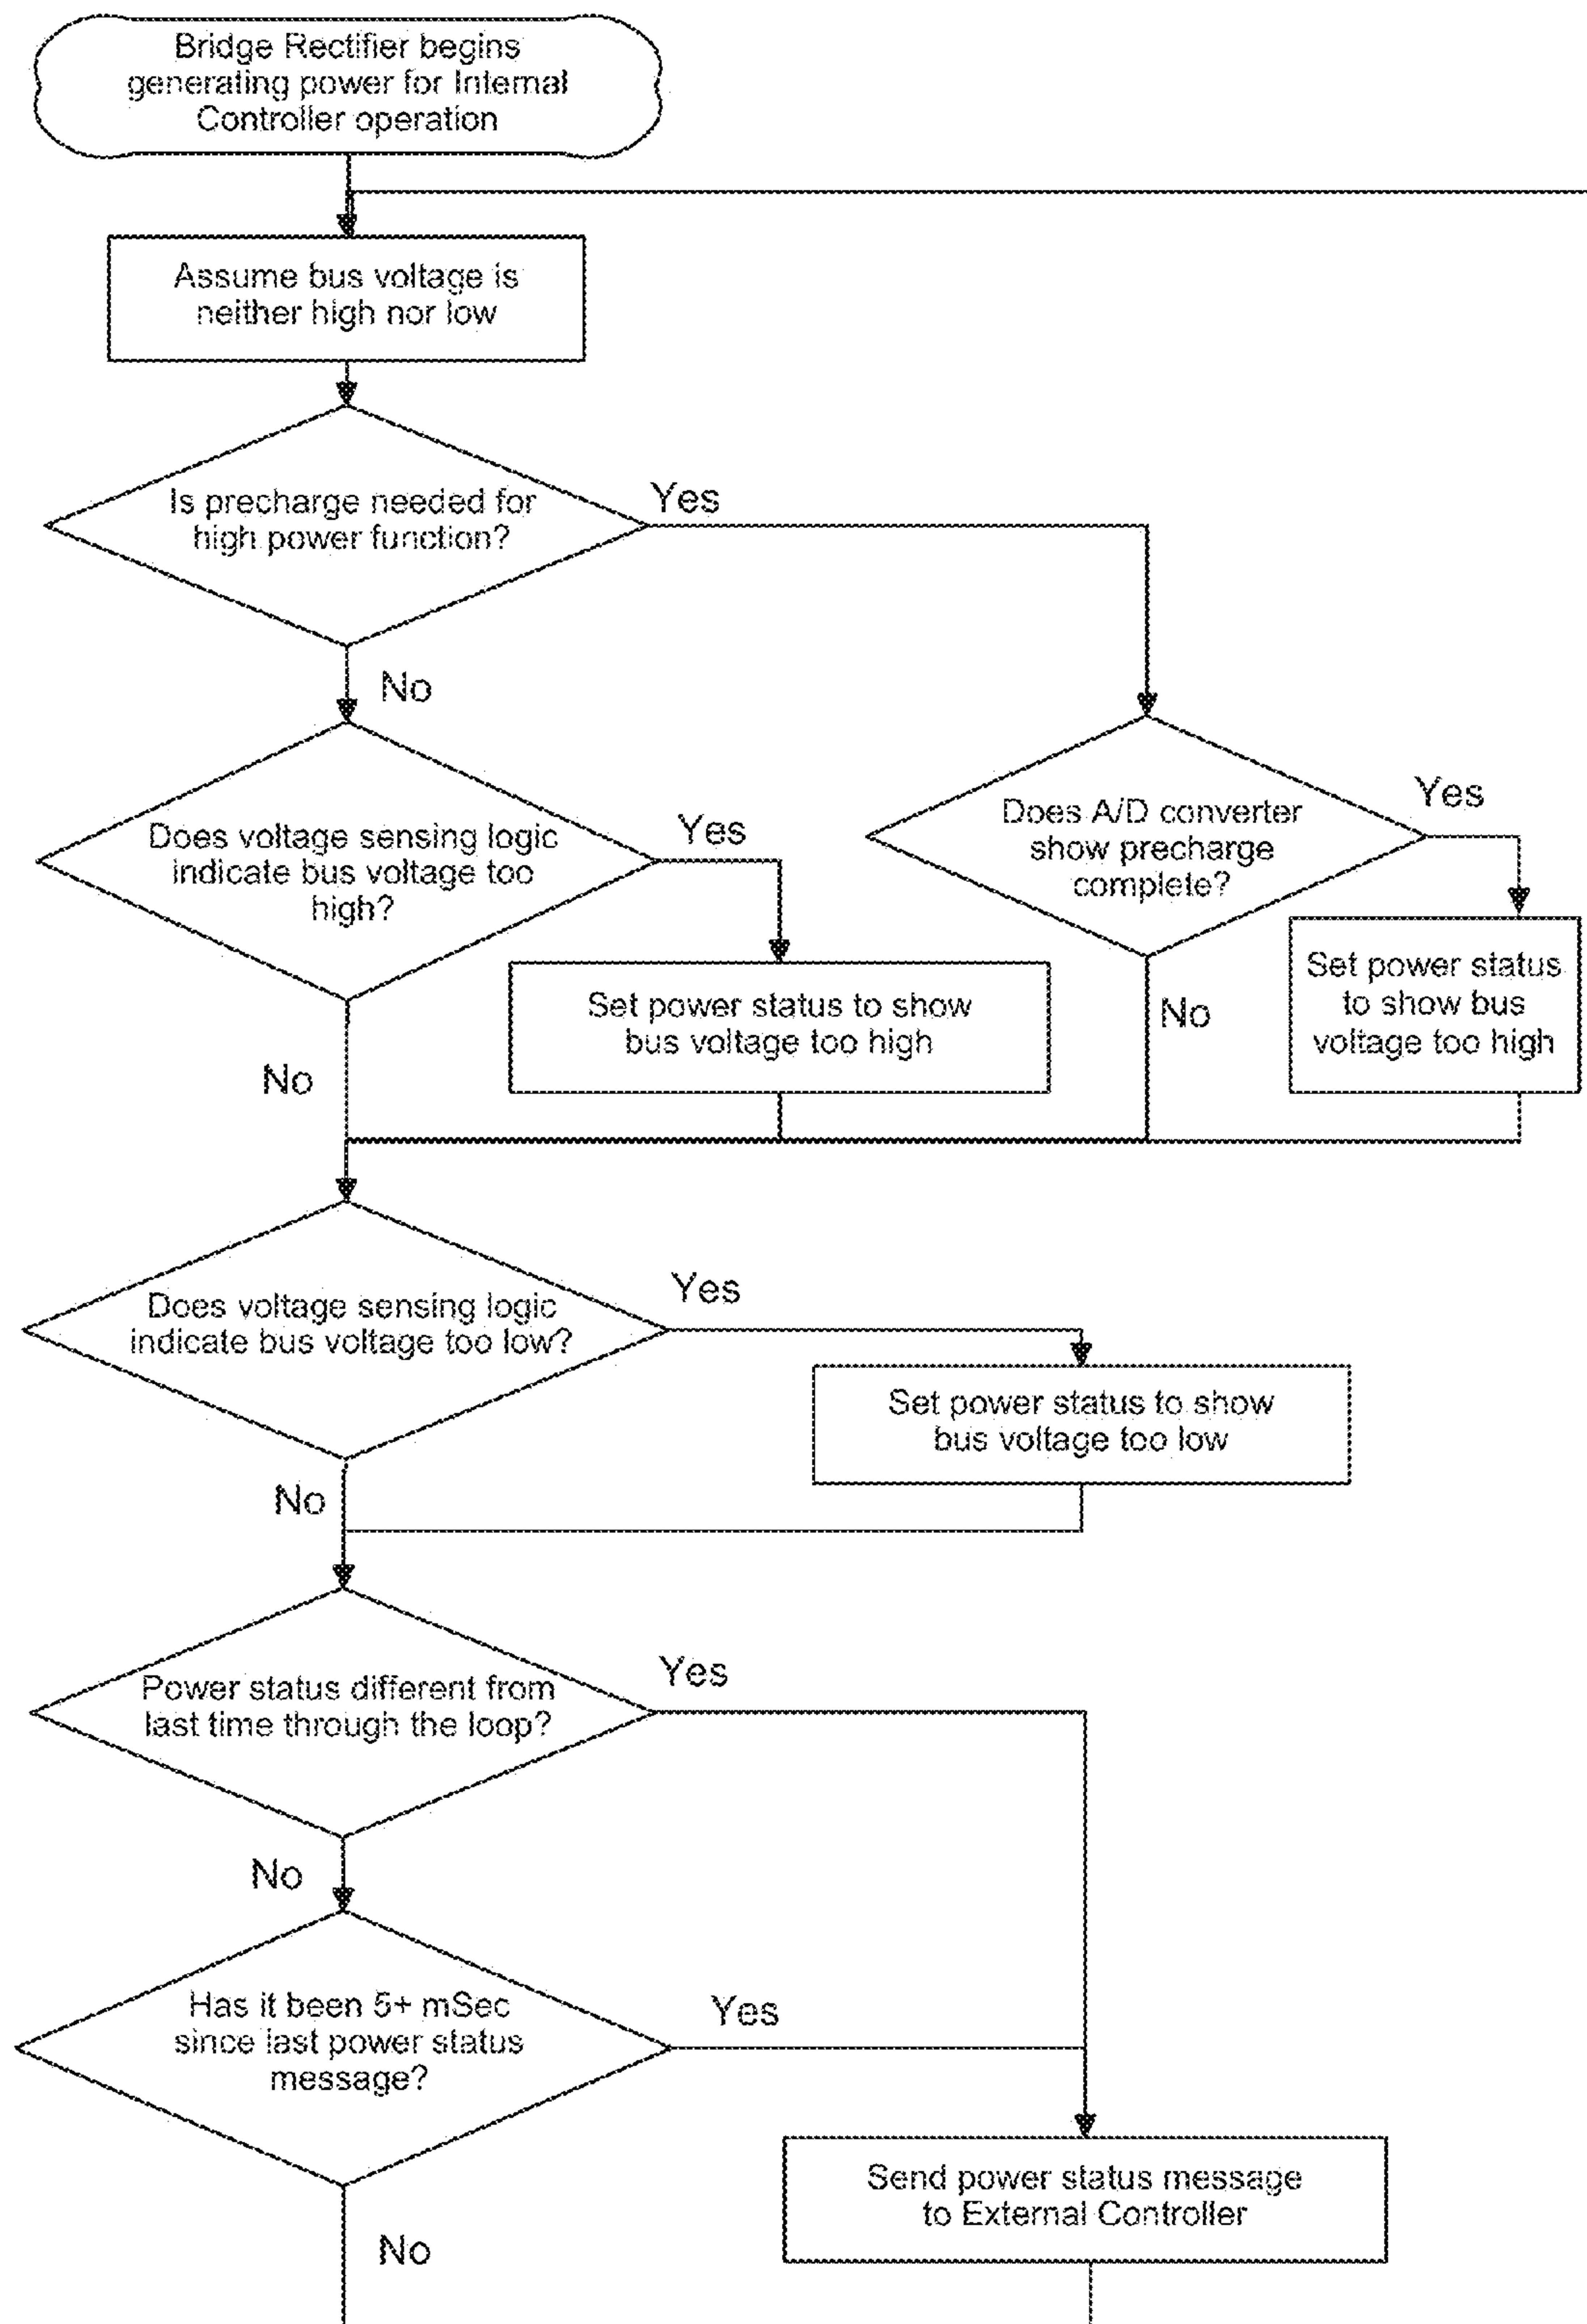 Bridge Rectifier begins
generating power for Internal
Controller operation
Assume bus voltage is
neither high nor low
Is precharge needed for
high power function?
Yes
No
Does voltage sensing logic
indicate bus voltage too
high?
Yes
Does A/D converter
show precharge
complete?
Yes
Set power status to show
bus voltage too high
No
Set power status
to show bus
voltage too high
No
Does voltage sensing logic
indicate bus voltage too low?
Yes
Set power status to show
bus voltage too low
No
Power status different from
last time through the loop?
Yes
No
Has it been 5+ mSec
since last power status
message?
Yes
Send power status message
to External Controller
No